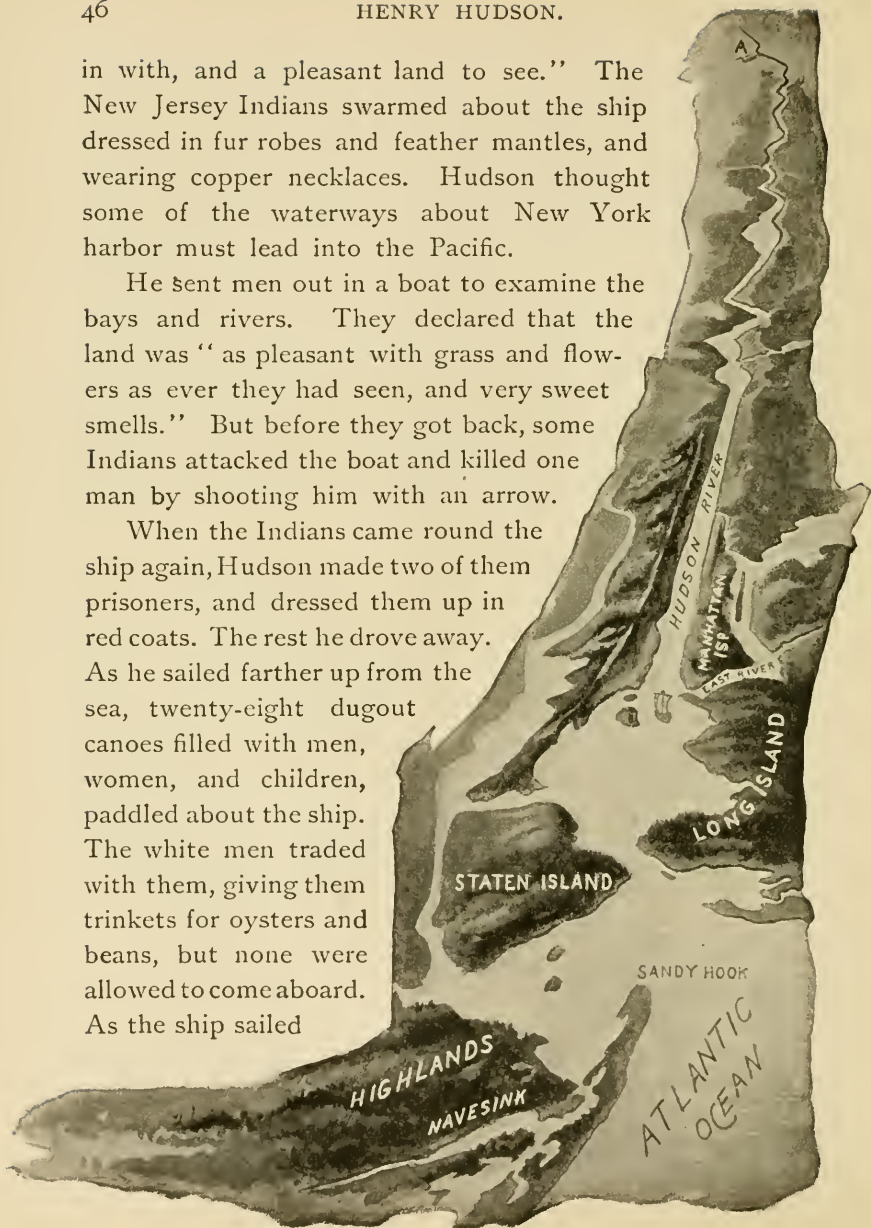 46 HENRY HUDSON.
in with, and a pleasant land to see." The
New Jersey Indians swarmed about the ship
dressed in fur robes and feather mantles, and
wearing copper necklaces. Hudson thought
some of the waterways about New York
harbor must lead into the Pacific.
He sent men out in a boat to examine the
bays and rivers. They declared that the
land was "as pleasant with grass and flow-
ers as ever they had seen, and very sweet
smells." But before they got back, some
Indians attacked the boat and killed one
man by shooting him with an arrow.
When the Indians came round the
ship again, Hudson made two of them
prisoners, and dressed them up in
red coats. The rest he drove away.
As he sailed farther up from the
sea, twenty-eight dugout
canoes filled with men,
women, and children,
paddled about the ship.
The white men traded
with them, giving them
trinkets for oysters and
beans, but none were
allowed to come aboard.
As the ship sailed
A
HUDSON RIVER
MANHATTAN
ISP
EAST RIVER
LONG ISLAND
STATEN ISLAND
SANDY HOOK
HIGHLANDS
NAVESINK
ATLANTIC
OCEAN